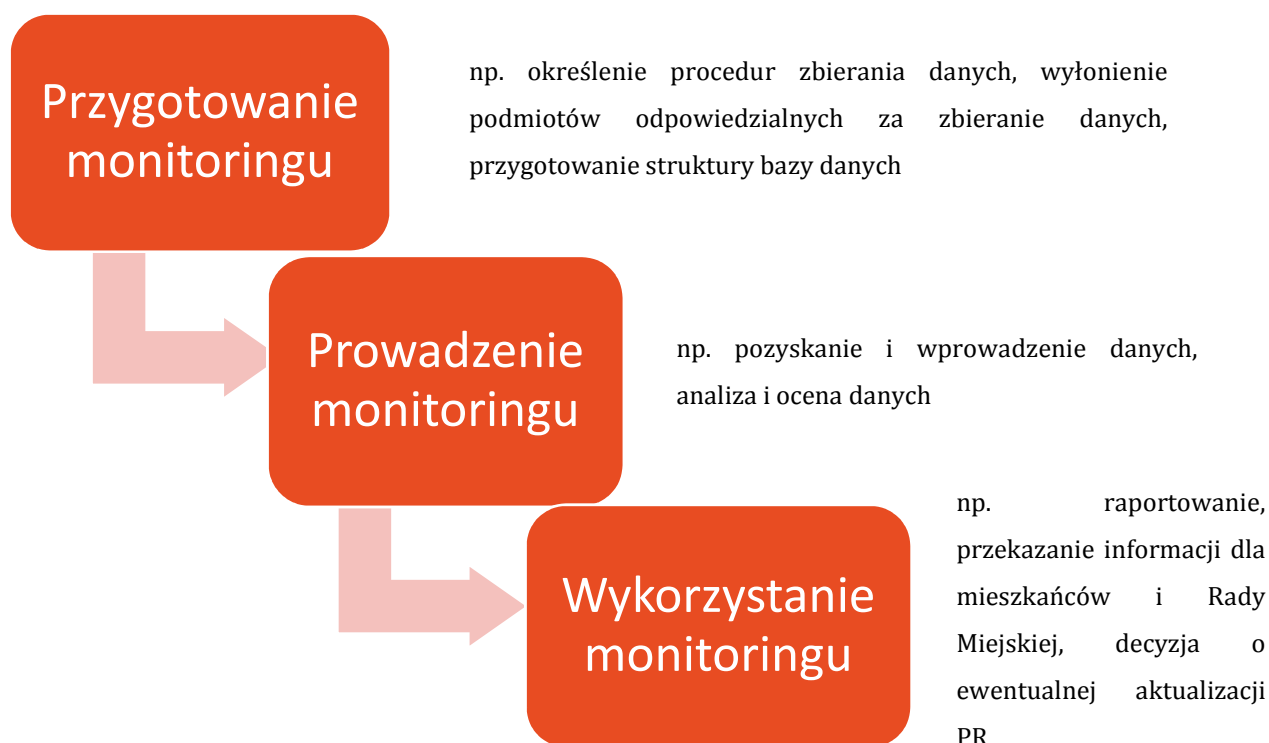 Przygotowanie
monitoringu
np. określenie procedur zbierania danych, wyłonienie
podmiotów odpowiedzialnych za zbieranie danych,
przygotowanie struktury bazy danych
Prowadzenie
monitoringu
np. pozyskanie i wprowadzenie danych,
analiza i ocena danych
Wykorzystanie
monitoringu
np. raportowanie,
przekazanie informacji dla
mieszkańców i Rady
Miejskiej, decyzja o
ewentualnej aktualizacji
PR